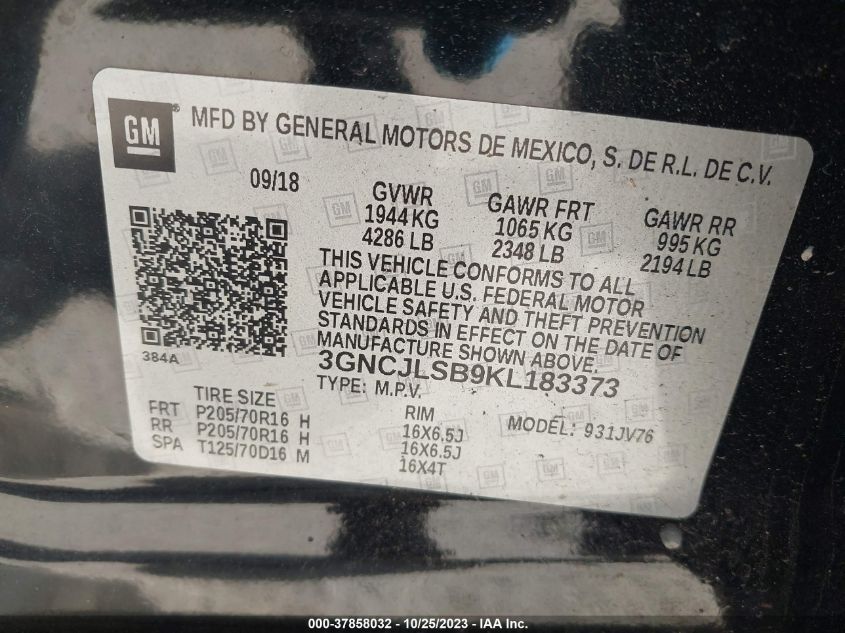 GM
MFD BY GENERAL MOTORS DE MEXICO, S. DE R.L. DE C.V.
09/18
GVWR
1944 KG
4286 LB
GAWR FRT
1065 KG
2348 LB
GAWR RR
995 KG
2194 LB
THIS VEHICLE CONFORMS TO ALL
APPLICABLE U.S. FEDERAL MOTOR
VEHICLE SAFETY AND THEFT PREVENTION
STANDARDS IN EFFECT ON THE DATE OF
MANUFACTURE SHOWN ABOVE.
384A
3GNCJLSB9KL183373
TYPE: M.P.V.
MODEL: 931JV76
TIRE SIZE
FRT P205/70R16 H
RR P205/70R16 H
SPA T125/70D16 M
RIM
16X6.5J
16X6.5J
16X4T
000-37858032 - 10/25/2023 - IAA Inc.